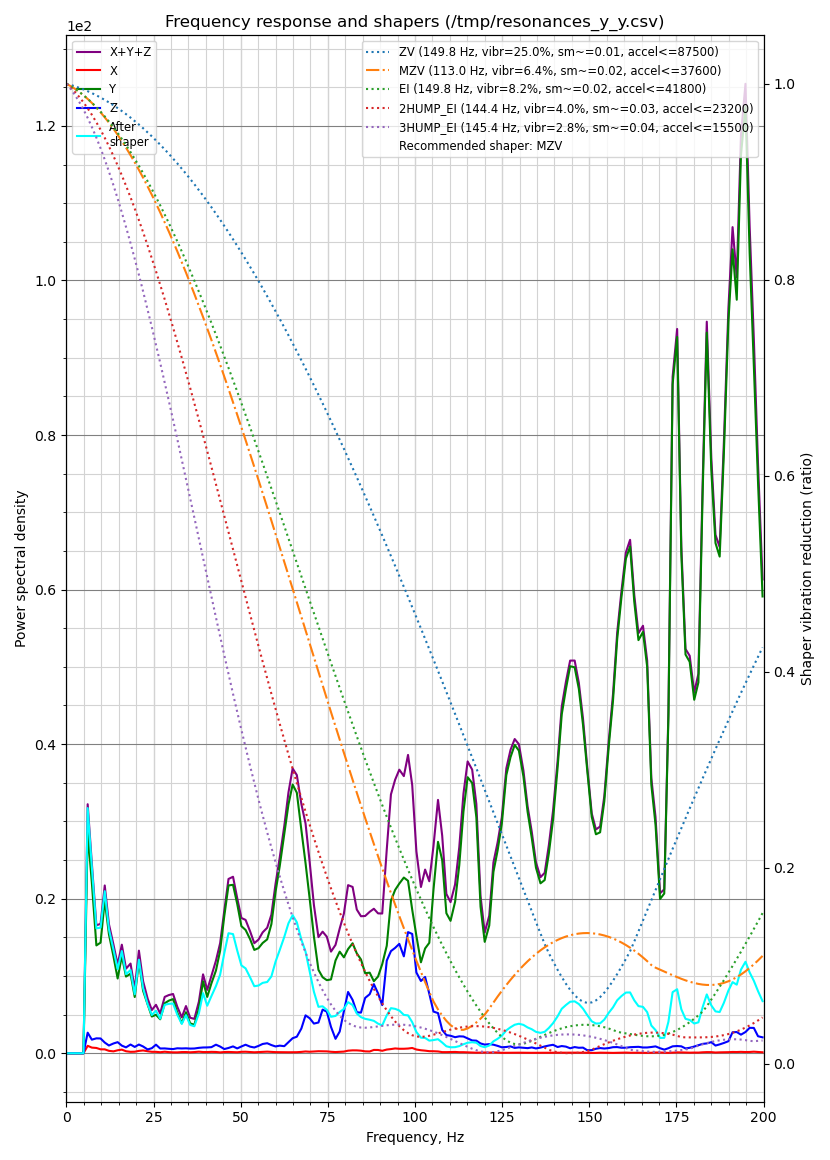 Frequency response and shapers (/tmp/resonances_y_y.csv)
1e2
X+Y+Z
X
Y
Z
After
shaper
ZV (149.8 Hz, vibr=25.0%, sm~=0.01, accel<=87500)
MZV (113.0 Hz, vibr=6.4%, sm~=0.02, accel<=37600)
EI (149.8 Hz, vibr=8.2%, sm~=0.02, accel<=41800)
2HUMP_EI (144.4 Hz, vibr=4.0%, sm~=0.03, accel<=23200)
3HUMP_EI (145.4 Hz, vibr=2.8%, sm~=0.04, accel<=15500)
Recommended shaper: MZV
1.2
1.0
0.8
0.6
0.4
0.2
0.0
Power spectral density
1.0
0.8
0.6
0.4
0.2
0.0
Shaper vibration reduction (ratio)
0
25
50
75
100
125
150
175
200
Frequency, Hz